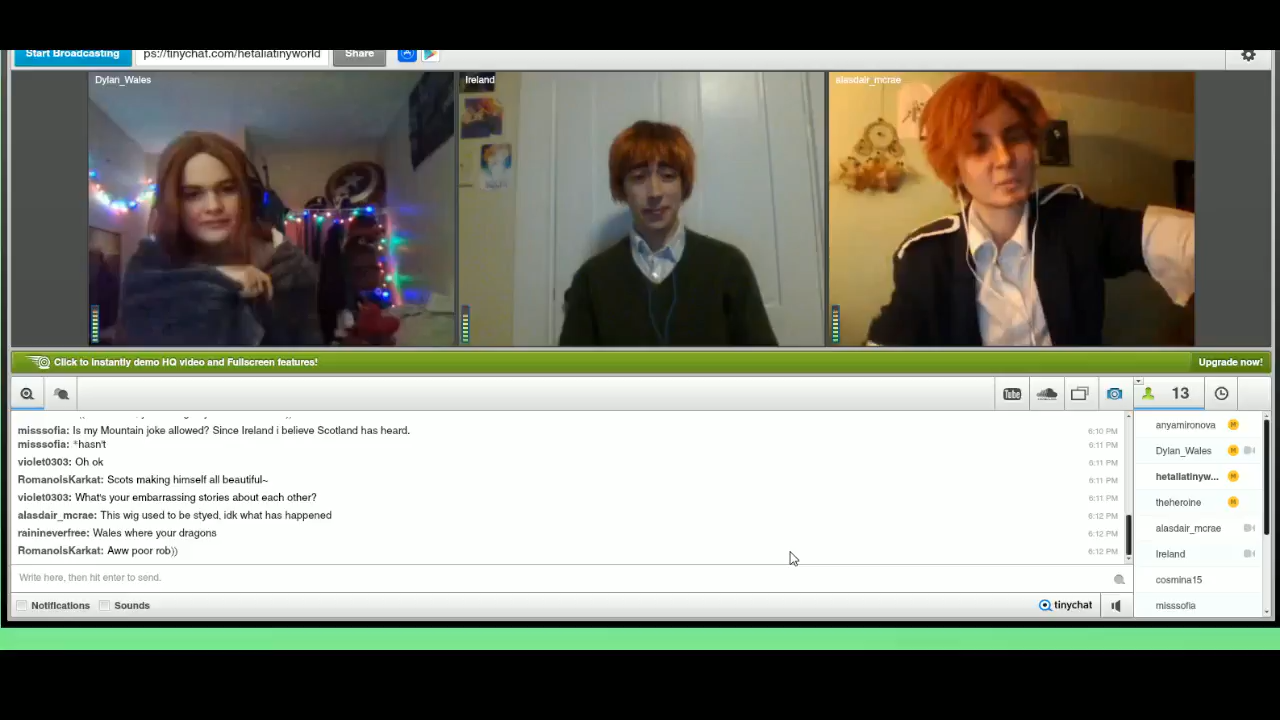 Start Broadcasting
ps://tinychat.com/hetaliatinyworld
Share
Dylan_Wales
Ireland
alasdair_mcrae
Click to instantly demo HQ video and Fullscreen features!
Upgrade now!
You Tube
13
misssofia: Is my Mountain joke allowed? Since Ireland i believe Scotland has heard.
6:10 PM
misssofia: *hasn't
6:11 PM
violet0303: Oh ok
6:11 PM
RomanoIsKarkat: Scots making himself all beautiful~
6:11 PM
violet0303: What's your embarrassing stories about each other?
6:11 PM
alasdair_mcrae: This wig used to be styed, idk what has happened
6:12 PM
rainineverfree: Wales where your dragons
6:12 PM
RomanoIsKarkat: Aww poor rob))
6:12 PM
Write here, then hit enter to send.
Notifications
Sounds
tinychat
anyamironova
M
Dylan_Wales
M
hetaliatinyw...
M
theheroine
M
alasdair_mcrae
Ireland
cosmina15
misssofia